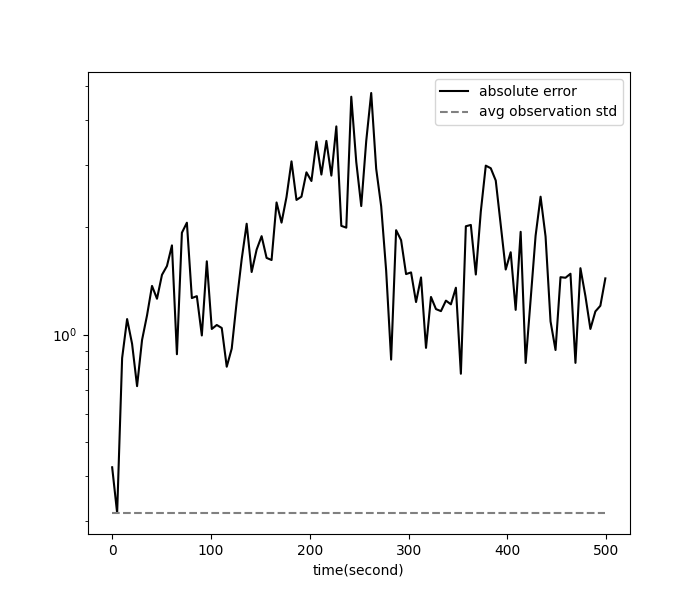 absolute error
avg observation std
10⁰
0 100 200 300 400 500
time(second)